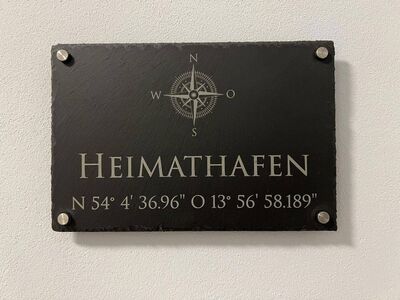 N
W O
S
HEIMATHAFEN
N 54° 4' 36.96" O 13° 56' 58.189"